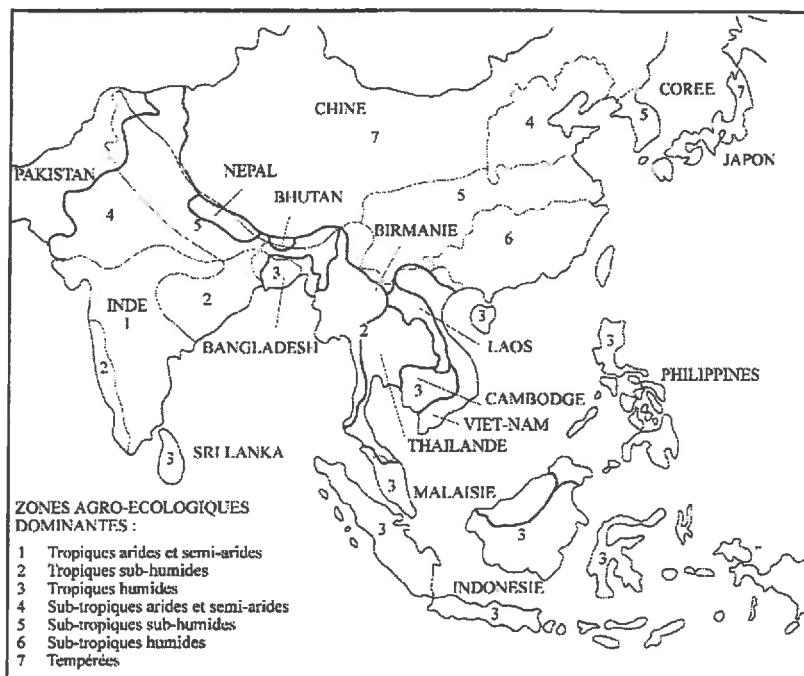 CHINE
7
COREE
7
4
5
JAPON
PAKISTAN
NEPAL
BHUTAN
4
5
5
BIRMANIE
6
INDE
1
2
3
3
2
BANGLADESH
2
LAOS
3
PHILIPPINES
3
CAMBODGE
VIET-NAM
THAILANDE
SRI LANKA
3
3
MALAISIE
3
3
3
INDONESIE
3
ZONES AGRO-ECOLOGIQUES
DOMINANTES :
1 Tropiques arides et semi-arides
2 Tropiques sub-humides
3 Tropiques humides
4 Sub-tropiques arides et semi-arides
5 Sub-tropiques sub-humides
6 Sub-tropiques humides
7 Tempérées